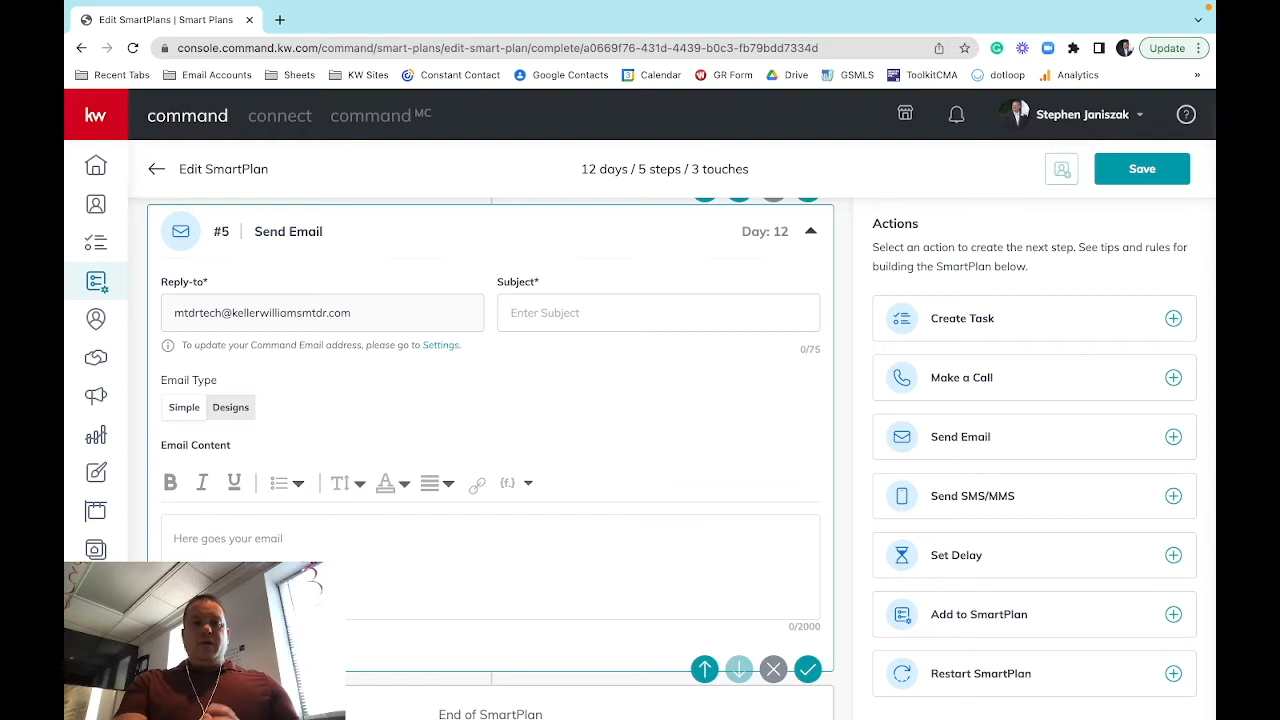 Edit SmartPlans | Smart Plans
console.command.kw.com/command/smart-plans/edit-smart-plan/complete/a0669f76-431d-4439-b0c3-fb79bdd7334d
Update
Recent Tabs
Email Accounts
Sheets
KW Sites
Constant Contact
Google Contacts
Calendar
GR Form
Drive
GSMLS
ToolkitCMA
dotloop
Analytics
»
kw
command
connect
command MC
Stephen Janiszak
Edit SmartPlan
12 days / 5 steps / 3 touches
Save
#5
Send Email
Day: 12
Reply-to*
Subject*
mtdrtech@kellerwilliamsmtdr.com
Enter Subject
To update your Command Email address, please go to Settings.
0/75
Email Type
Simple
Designs
Email Content
B I U
{f.}
Here goes your email
0/2000
End of SmartPlan
Actions
Select an action to create the next step. See tips and rules for
building the SmartPlan below.
Create Task
Make a Call
Send Email
Send SMS/MMS
Set Delay
Add to SmartPlan
Restart SmartPlan